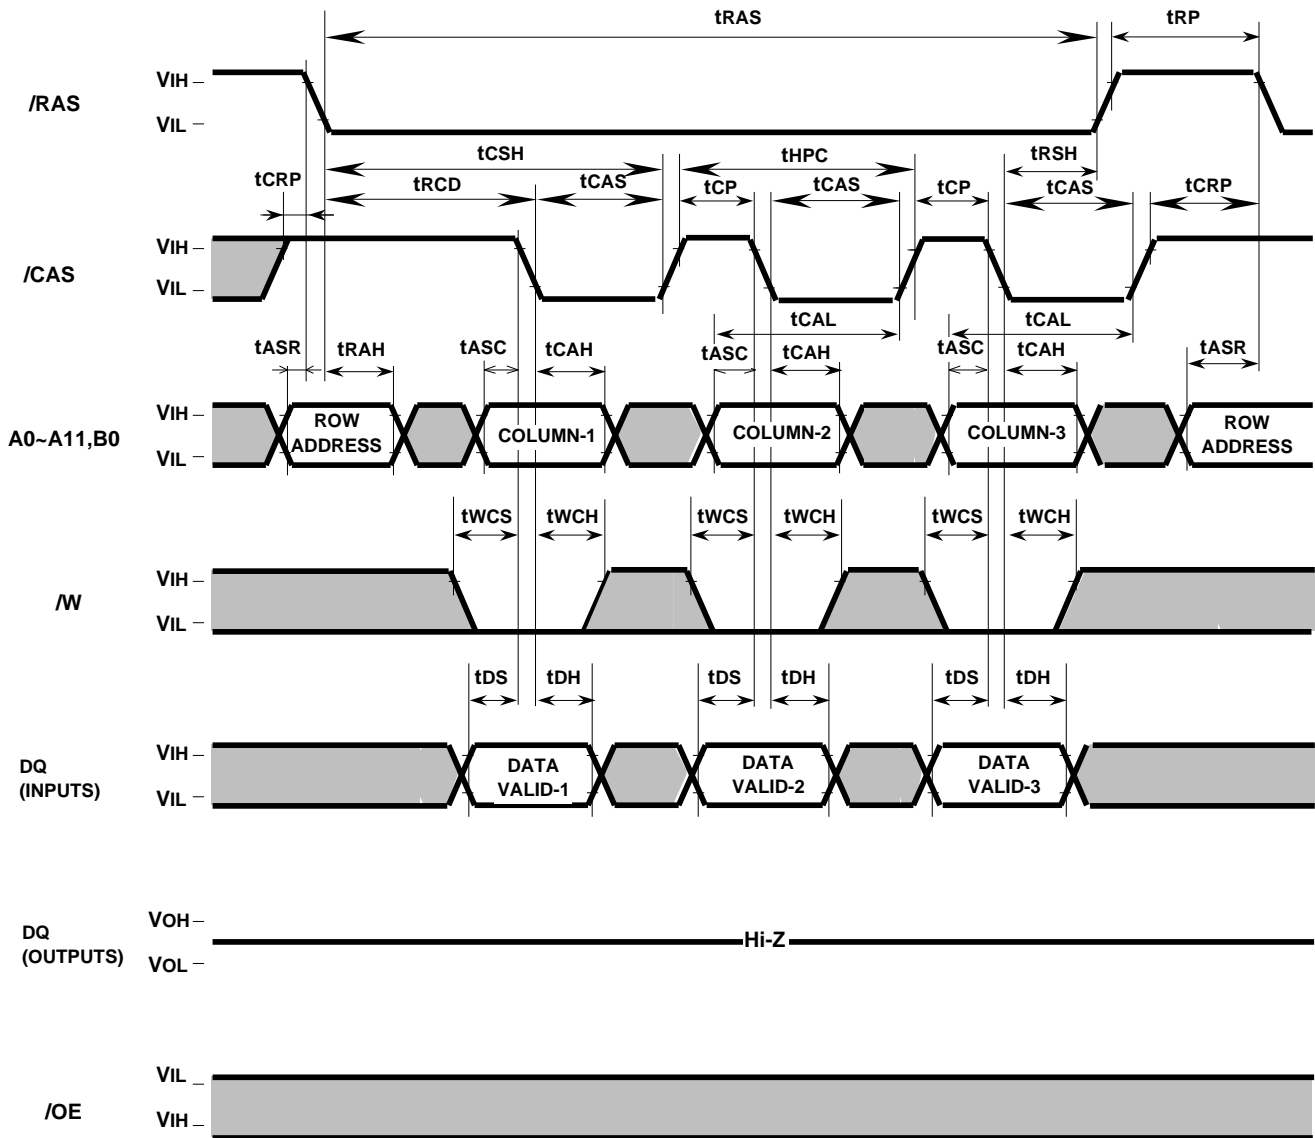 tRAS
tRP
/RAS
VIH
VIL
tCSH
tHPC
tRSH
tCRP
tRCD
tCAS
tCP
tCAS
tCP
tCAS
tCRP
/CAS
VIH
VIL
tCAL
tCAL
tASR
tRAH
tASC
tCAH
tASC
tCAH
tASC
tCAH
tASR
A0~A11,B0
VIH
VIL
ROW
ADDRESS
COLUMN-1
COLUMN-2
COLUMN-3
ROW
ADDRESS
tWCS
tWCH
tWCS
tWCH
tWCS
tWCH
/W
VIH
VIL
tDS
tDH
tDS
tDH
tDS
tDH
DQ
(INPUTS)
VIH
VIL
DATA
VALID-1
DATA
VALID-2
DATA
VALID-3
DQ
(OUTPUTS)
VOH
VOL
Hi-Z
/OE
VIL
VIH